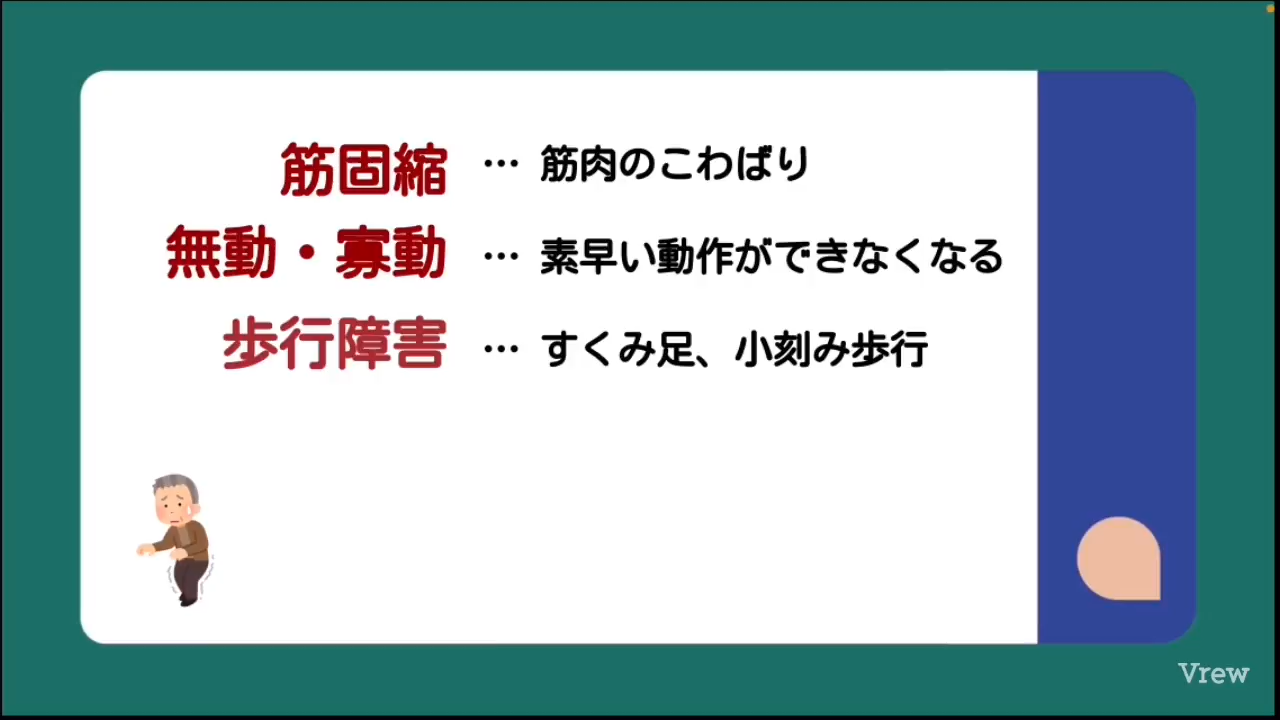 筋固縮 … 筋肉のこわばり
無動・寡動 … 素早い動作ができなくなる
歩行障害 … すくみ足、小刻み歩行
Vrew